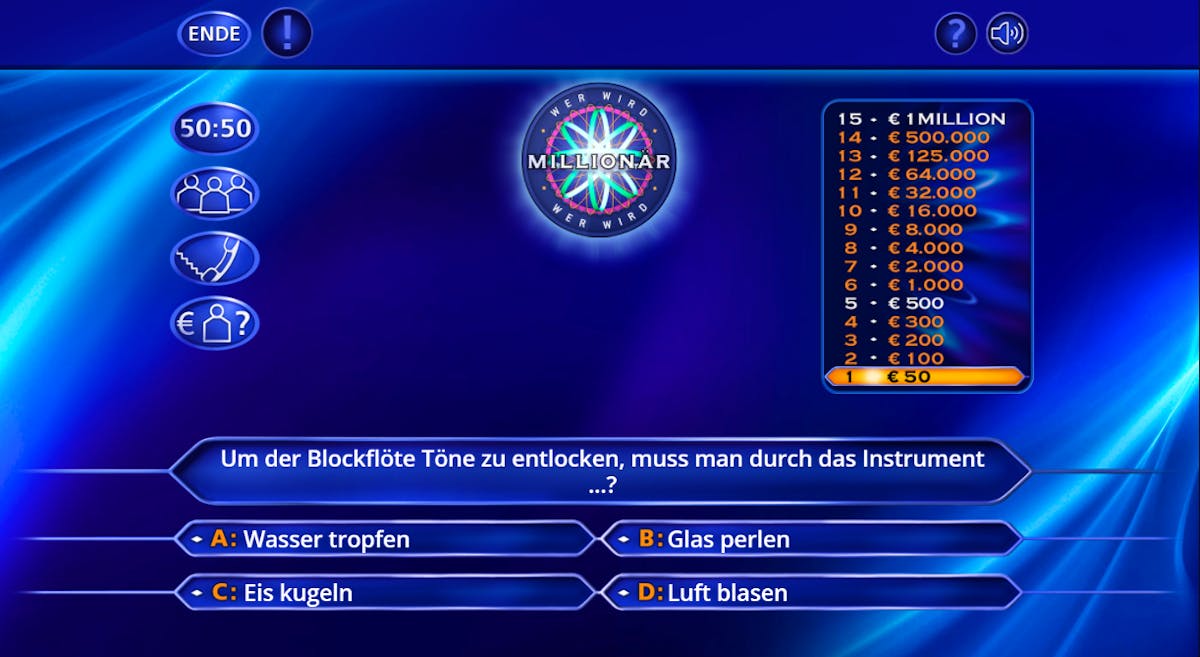 ENDE
!
?
50:50
€ ?
WER WIRD
MILLIONÄR
WER WIRD
15 • € 1 MILLION
14 • € 500.000
13 • € 125.000
12 • € 64.000
11 • € 32.000
10 • € 16.000
9 • € 8.000
8 • € 4.000
7 • € 2.000
6 • € 1.000
5 • € 500
4 • € 300
3 • € 200
2 • € 100
1 € 50
Um der Blockflöte Töne zu entlocken, muss man durch das Instrument
...?
A: Wasser tropfen
B: Glas perlen
C: Eis kugeln
D: Luft blasen